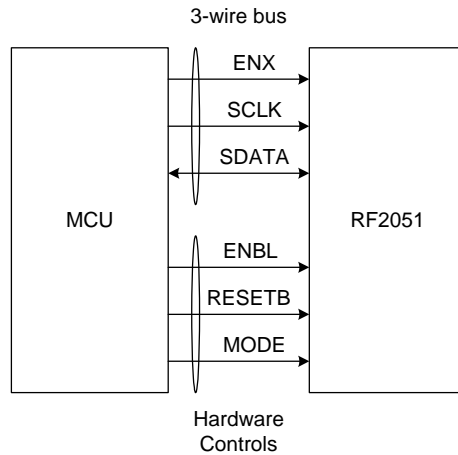 3-wire bus
ENX
SCLK
SDATA
MCU
RF2051
ENBL
RESETB
MODE
Hardware
Controls